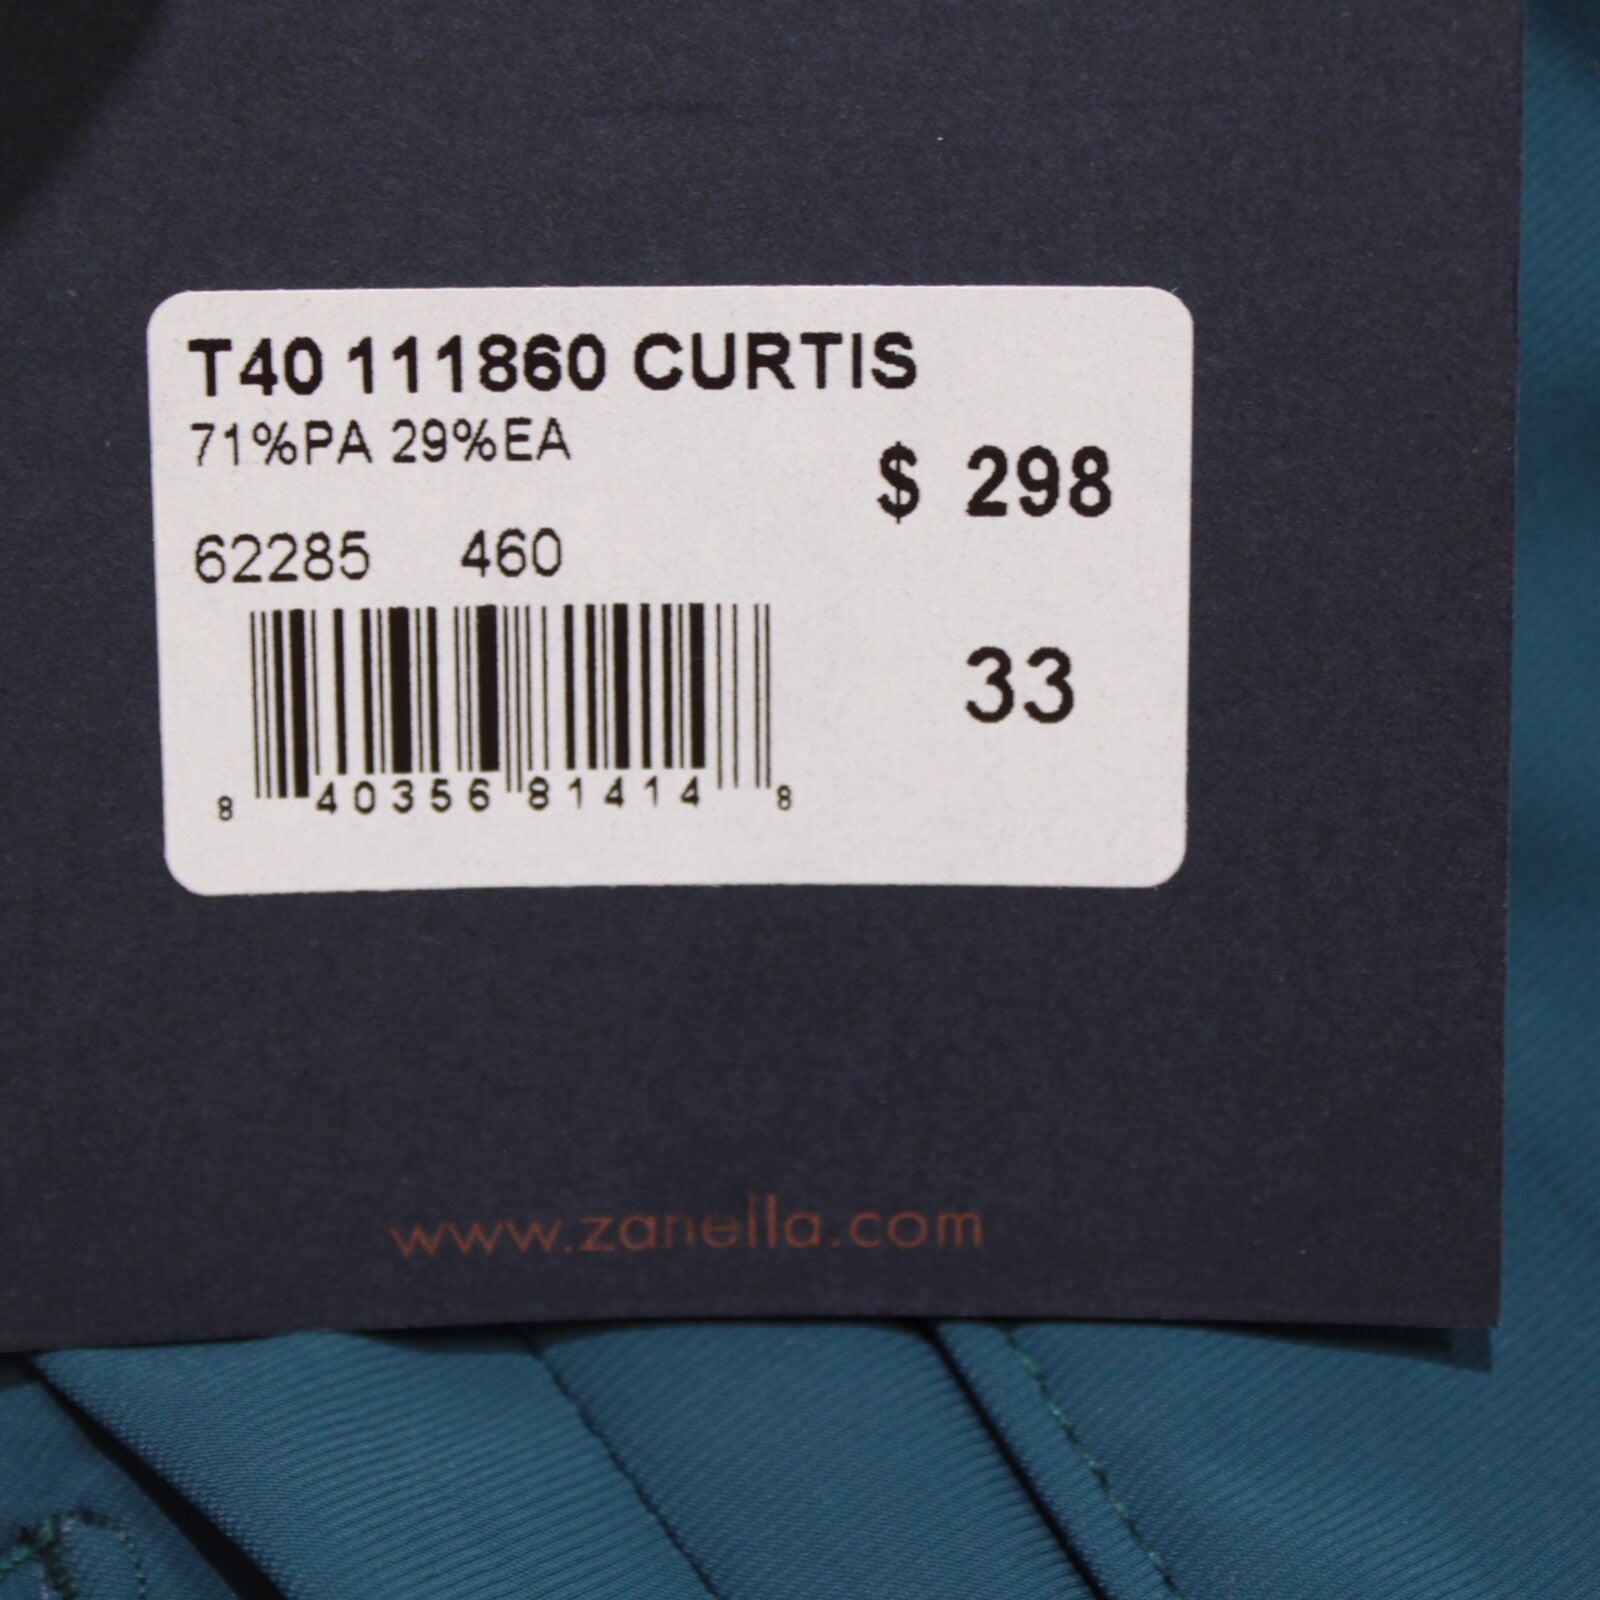 T40 111860 CURTIS
71%PA 29%EA
$ 298
62285 460
33
8 40356 81414 8
www.zanella.com